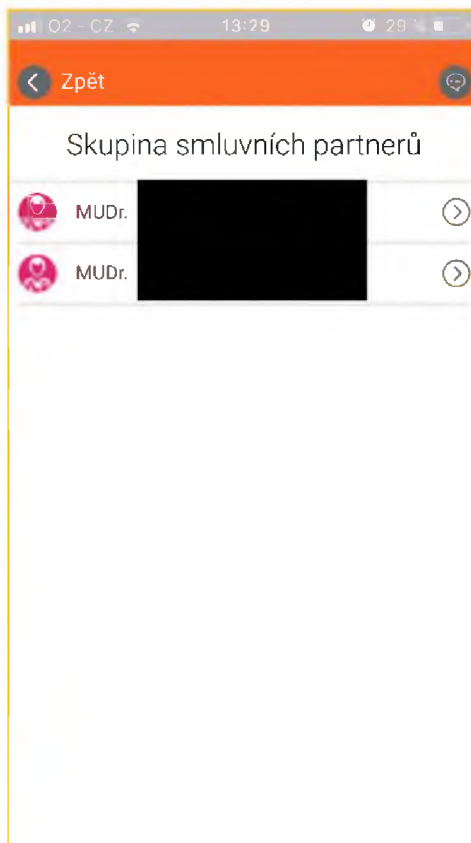 O2 - CZ 13:29 29 %
Zpět
Skupina smluvních partnerů
MUDr.
MUDr.